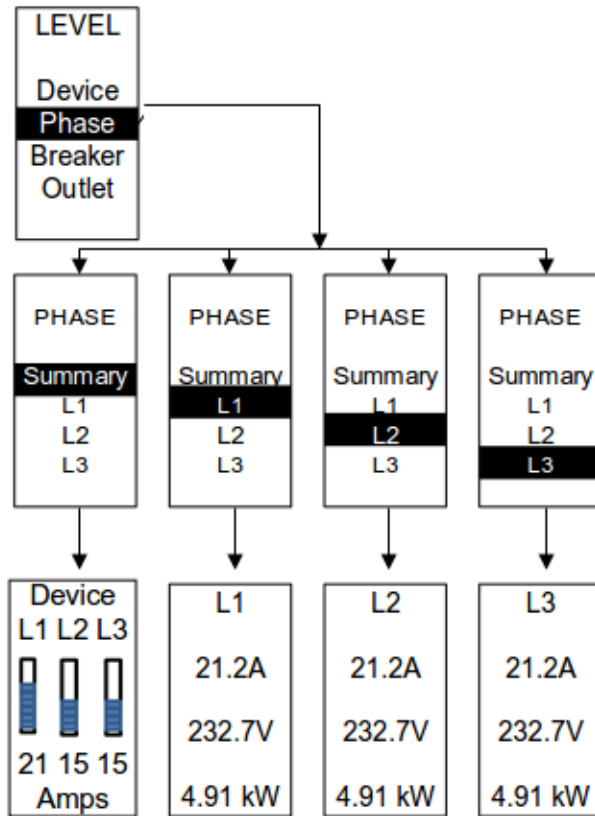 LEVEL
Device
Phase
Breaker
Outlet
PHASE
Summary
L1
L2
L3
PHASE
Summary
L1
L2
L3
PHASE
Summary
L1
L2
L3
PHASE
Summary
L1
L2
L3
Device
L1 L2 L3
21 15 15
Amps
L1
21.2A
232.7V
4.91 kW
L2
21.2A
232.7V
4.91 kW
L3
21.2A
232.7V
4.91 kW